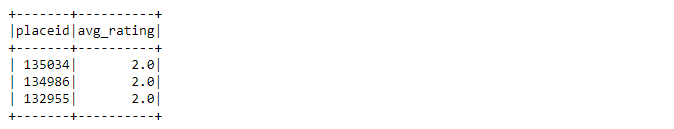 +-------+----------+
|placeid|avg_rating|
+-------+----------+
| 135034|       2.0|
| 134986|       2.0|
| 132955|       2.0|
+-------+----------+